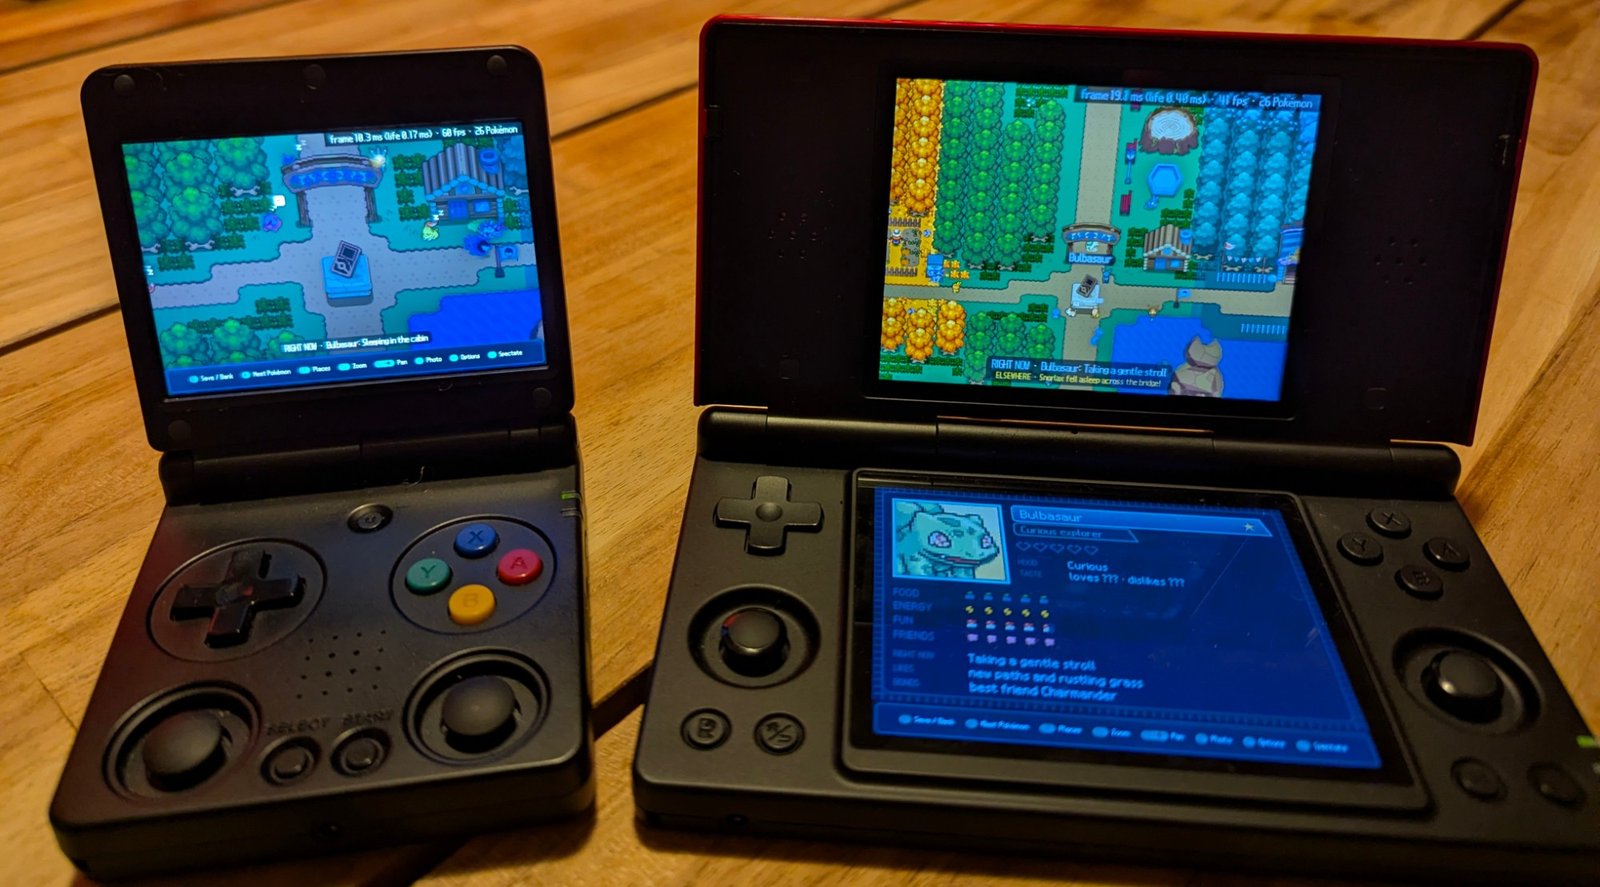 frame 10.3 ms (life 0.17 ms) · 60 fps · 26 Pokémon
RIGHT NOW · Bulbasaur: Sleeping in the cabin
Save / Bank Next Pokémon Places Zoom Pan Photo Options Spectate
X
Y
A
B
SELECT START
frame 19.1 ms (life 0.40 ms) · 41 fps · 26 Pokémon
Bulbasaur
RIGHT NOW · Bulbasaur: Taking a gentle stroll
ELSEWHERE · Snorlax fell asleep across the bridge!
Bulbasaur
Curious explorer
MOOD Curious
TASTE loves ??? · dislikes ???
FOOD
ENERGY
FUN
FRIENDS
RIGHT NOW Taking a gentle stroll
LIKES new paths and rustling grass
BONDS best friend Charmander
Save / Bank Next Pokémon Places Zoom Pan Photo Options Spectate
X
Y
A
B
R